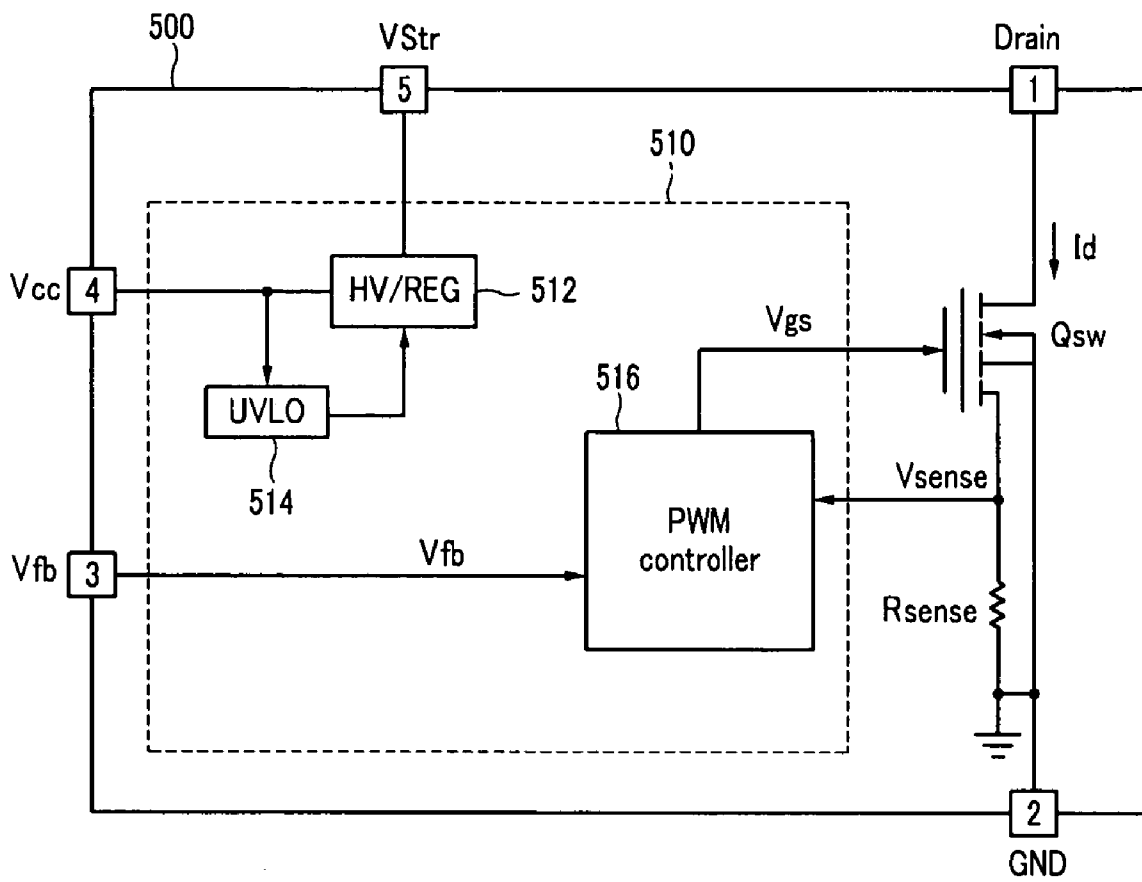 500
VStr
Drain
5
1
510
Id
Vcc
4
HV/REG
512
Vgs
Qsw
516
UVLO
514
Vsense
PWM
controller
Vfb
3
Vfb
Rsense
2
GND